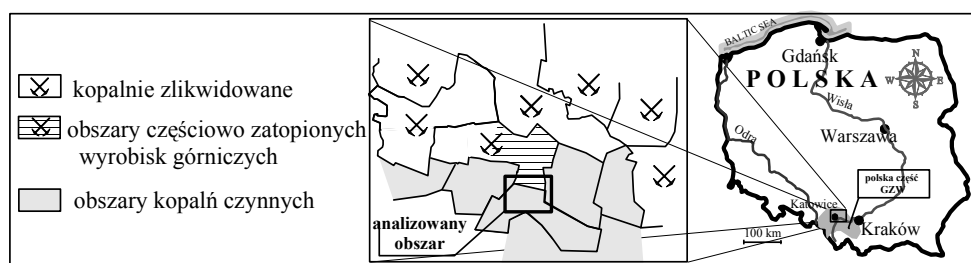 kopalnie zlikwidowane
obszary częściowo zatopionych
wyrobisk górniczych
obszary kopalń czynnych
analizowany
obszar
BALTIC SEA
Gdańsk
POLSKA
N
W
E
S
Wisła
Odra
Warszawa
polska część
GZW
Katowice
Kraków
100 km